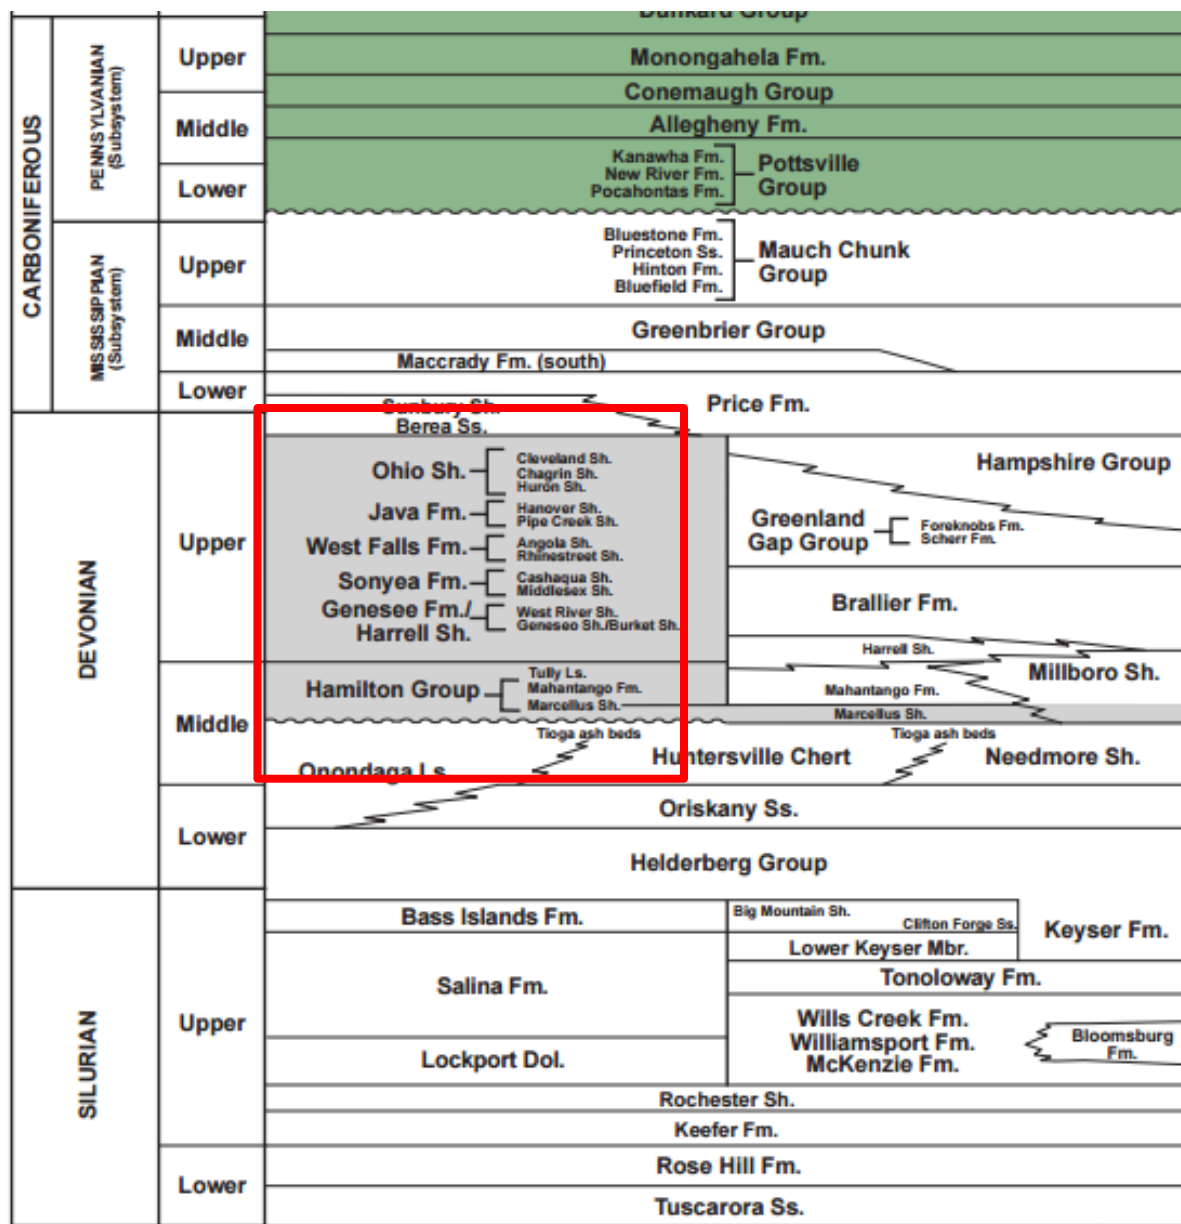 Dunkard Group
CARBONIFEROUS
PENNSYLVANIAN
(Subsystem)
Upper
Monongahela Fm.
Conemaugh Group
Middle
Allegheny Fm.
Lower
Kanawha Fm.
New River Fm.
Pocahontas Fm.
Pottsville
Group
MISSISSIPPIAN
(Subsystem)
Upper
Bluestone Fm.
Princeton Ss.
Hinton Fm.
Bluefield Fm.
Mauch Chunk
Group
Middle
Greenbrier Group
Maccrady Fm. (south)
Lower
Price Fm.
Sunbury Sh.
Berea Ss.
DEVONIAN
Upper
Ohio Sh.
Cleveland Sh.
Chagrin Sh.
Huron Sh.
Java Fm.
Hanover Sh.
Pipe Creek Sh.
West Falls Fm.
Angola Sh.
Rhinestreet Sh.
Sonyea Fm.
Cashaqua Sh.
Middlesex Sh.
Genesee Fm./
Harrell Sh.
West River Sh.
Geneseo Sh./Burket Sh.
Hampshire Group
Greenland
Gap Group
Foreknobs Fm.
Scherr Fm.
Brallier Fm.
Harrell Sh.
Millboro Sh.
Middle
Hamilton Group
Tully Ls.
Mahantango Fm.
Marcellus Sh.
Mahantango Fm.
Marcellus Sh.
Tioga ash beds
Tioga ash beds
Onondaga Ls.
Huntersville Chert
Needmore Sh.
Lower
Oriskany Ss.
Helderberg Group
SILURIAN
Upper
Bass Islands Fm.
Big Mountain Sh.
Clifton Forge Ss.
Keyser Fm.
Lower Keyser Mbr.
Salina Fm.
Tonoloway Fm.
Lockport Dol.
Wills Creek Fm.
Williamsport Fm.
McKenzie Fm.
Bloomsburg
Fm.
Rochester Sh.
Keefer Fm.
Lower
Rose Hill Fm.
Tuscarora Ss.